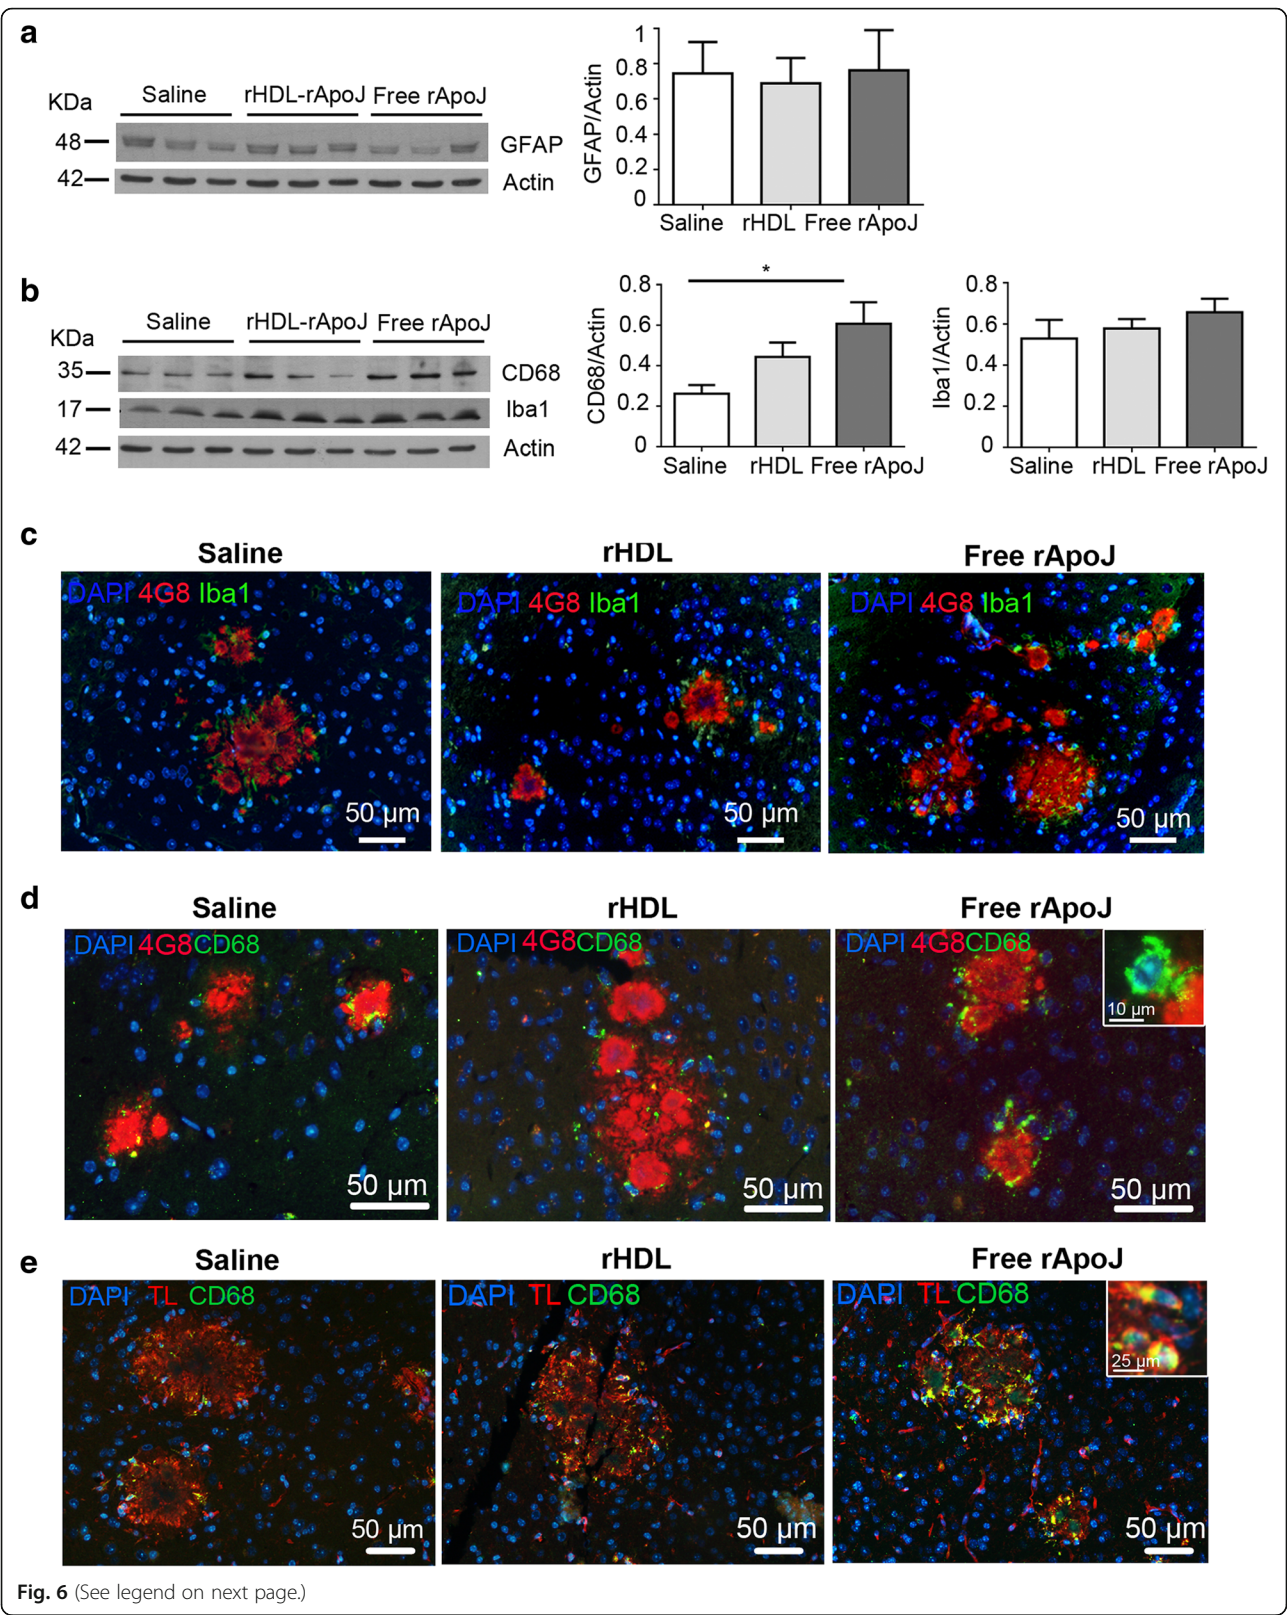 a
KDa
Saline rHDL-rApoJ Free rApoJ
48
GFAP
42
Actin
GFAP/Actin
1
0.8
0.6
0.4
0.2
0
Saline rHDL Free rApoJ
b
KDa
Saline rHDL-rApoJ Free rApoJ
35
CD68
17
Iba1
42
Actin
*
CD68/Actin
0.8
0.6
0.4
0.2
0
Saline rHDL Free rApoJ
Iba1/Actin
0.8
0.6
0.4
0.2
0
Saline rHDL Free rApoJ
c
Saline rHDL Free rApoJ
DAPI 4G8 Iba1
50 µm
DAPI 4G8 Iba1
50 µm
DAPI 4G8 Iba1
50 µm
d
Saline rHDL Free rApoJ
DAPI 4G8 CD68
50 µm
DAPI 4G8 CD68
50 µm
DAPI 4G8 CD68
10 µm
50 µm
e
Saline rHDL Free rApoJ
DAPI TL CD68
50 µm
DAPI TL CD68
50 µm
DAPI TL CD68
25 µm
50 µm
Fig. 6 (See legend on next page.)